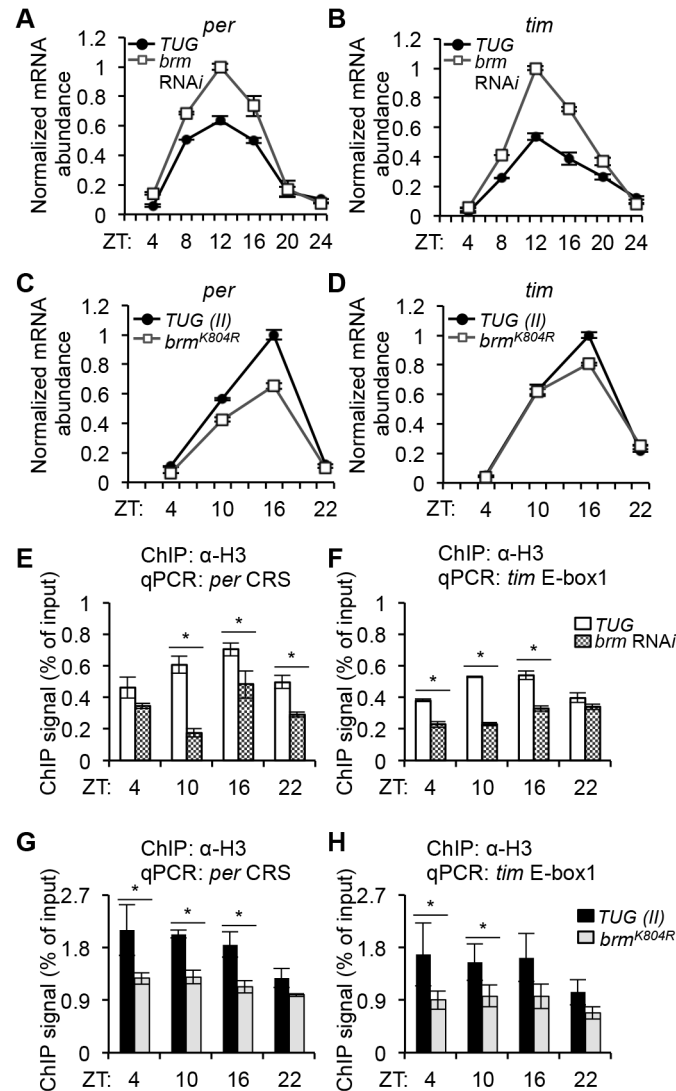 A
per
Normalized mRNA
abundance
1.2
1
0.8
0.6
0.4
0.2
0
TUG
brm
RNAi
ZT: 4 8 12 16 20 24
B
tim
Normalized mRNA
abundance
1.2
1
0.8
0.6
0.4
0.2
0
TUG
brm
RNAi
ZT: 4 8 12 16 20 24
C
per
Normalized mRNA
abundance
1.2
1
0.8
0.6
0.4
0.2
0
TUG (II)
brmK804R
ZT: 4 10 16 22
D
tim
Normalized mRNA
abundance
1.2
1
0.8
0.6
0.4
0.2
0
TUG (II)
brmK804R
ZT: 4 10 16 22
E
ChIP: α-H3
qPCR: per CRS
ChIP signal (% of input)
1
0.8
0.6
0.4
0.2
0
* * *
ZT: 4 10 16 22
F
ChIP: α-H3
qPCR: tim E-box1
ChIP signal (% of input)
1
0.8
0.6
0.4
0.2
0
* * *
TUG
brm RNAi
ZT: 4 10 16 22
G
ChIP: α-H3
qPCR: per CRS
ChIP signal (% of input)
2.7
1.8
0.9
0
* * *
ZT: 4 10 16 22
H
ChIP: α-H3
qPCR: tim E-box1
ChIP signal (% of input)
2.7
1.8
0.9
0
* *
TUG (II)
brmK804R
ZT: 4 10 16 22